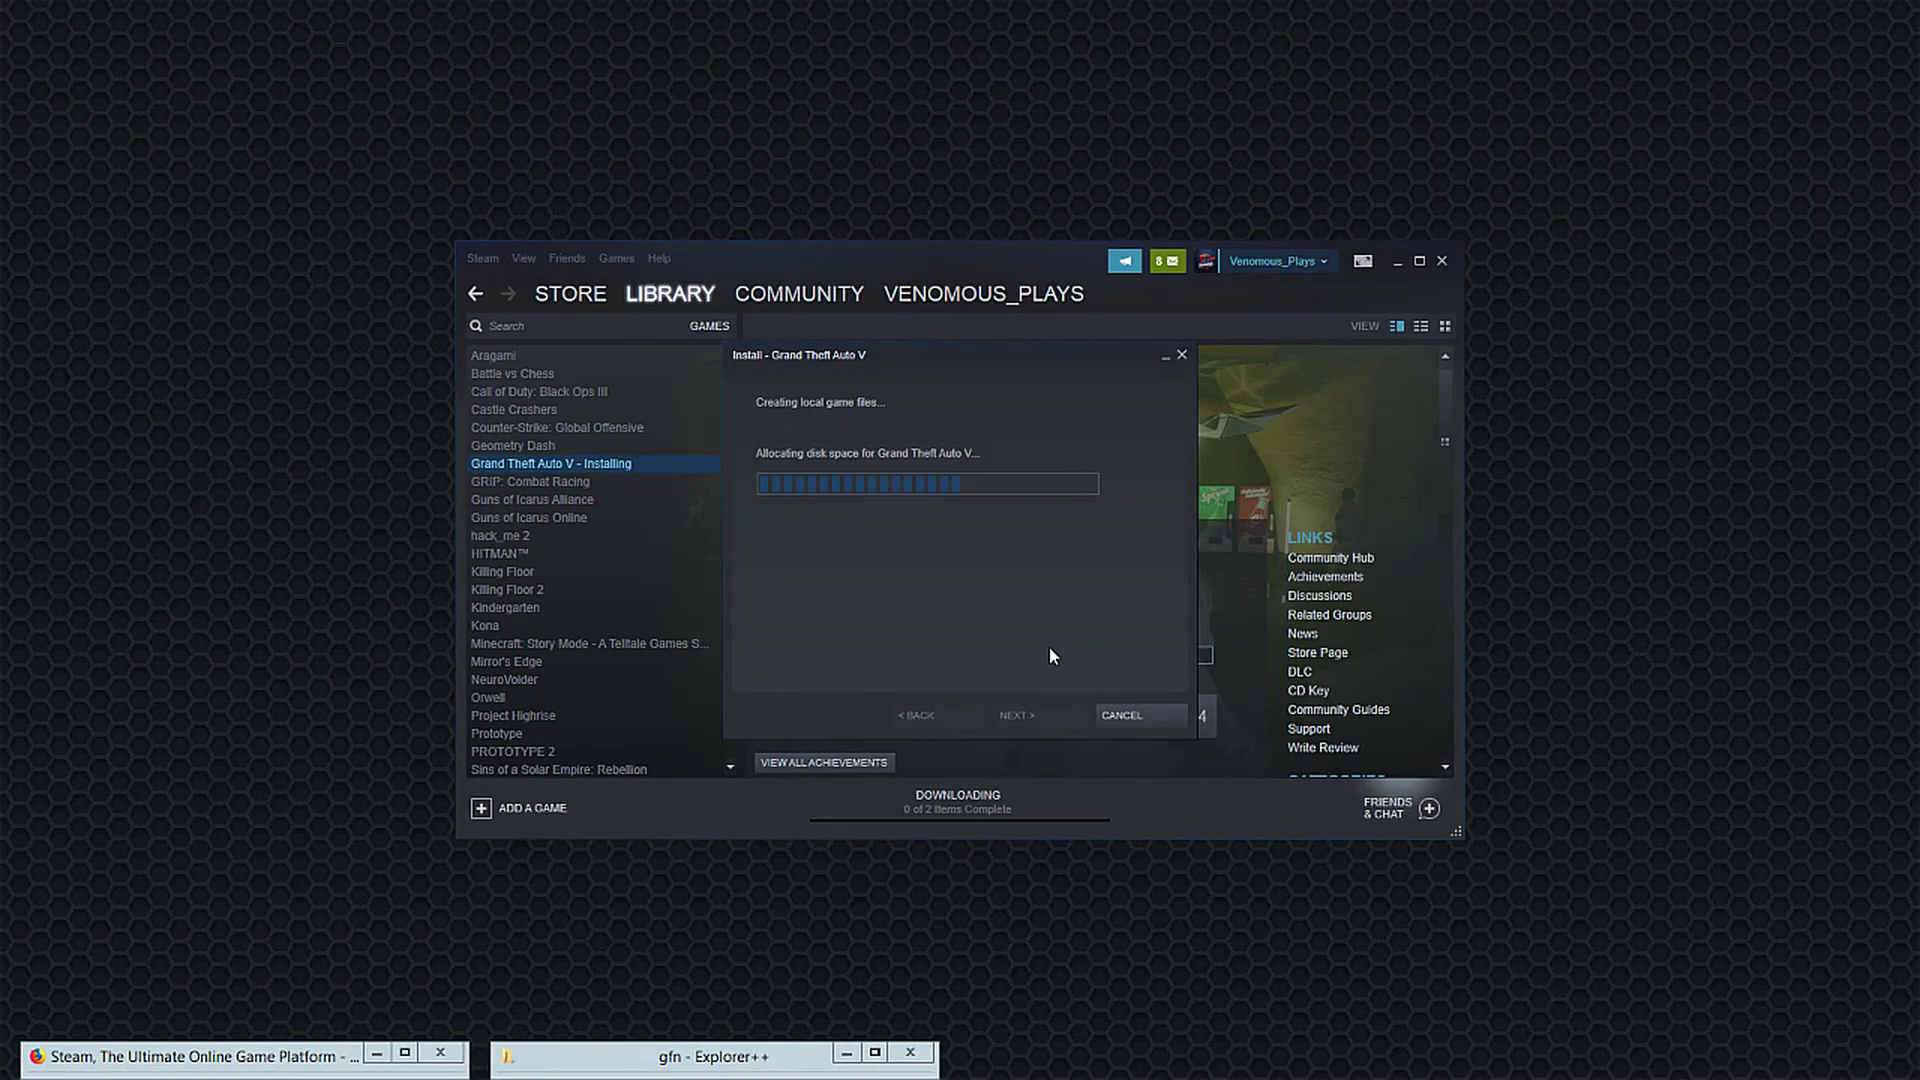 Steam View Friends Games Help
8 Venomous_Plays
STORE LIBRARY COMMUNITY VENOMOUS_PLAYS
Search GAMES VIEW
Aragami
Battle vs Chess
Call of Duty: Black Ops III
Castle Crashers
Counter-Strike: Global Offensive
Geometry Dash
Grand Theft Auto V - Installing
GRIP: Combat Racing
Guns of Icarus Alliance
Guns of Icarus Online
hack_me 2
HITMAN™
Killing Floor
Killing Floor 2
Kindergarten
Kona
Minecraft: Story Mode - A Telltale Games S...
Mirror's Edge
NeuroVoider
Orwell
Project Highrise
Prototype
PROTOTYPE 2
Sins of a Solar Empire: Rebellion
Install - Grand Theft Auto V
Creating local game files...
Allocating disk space for Grand Theft Auto V...
< BACK NEXT > CANCEL
4
VIEW ALL ACHIEVEMENTS
LINKS
Community Hub
Achievements
Discussions
Related Groups
News
Store Page
DLC
CD Key
Community Guides
Support
Write Review
ADD A GAME
DOWNLOADING
0 of 2 Items Complete
FRIENDS
& CHAT
Steam, The Ultimate Online Game Platform - ...
gfn - Explorer++